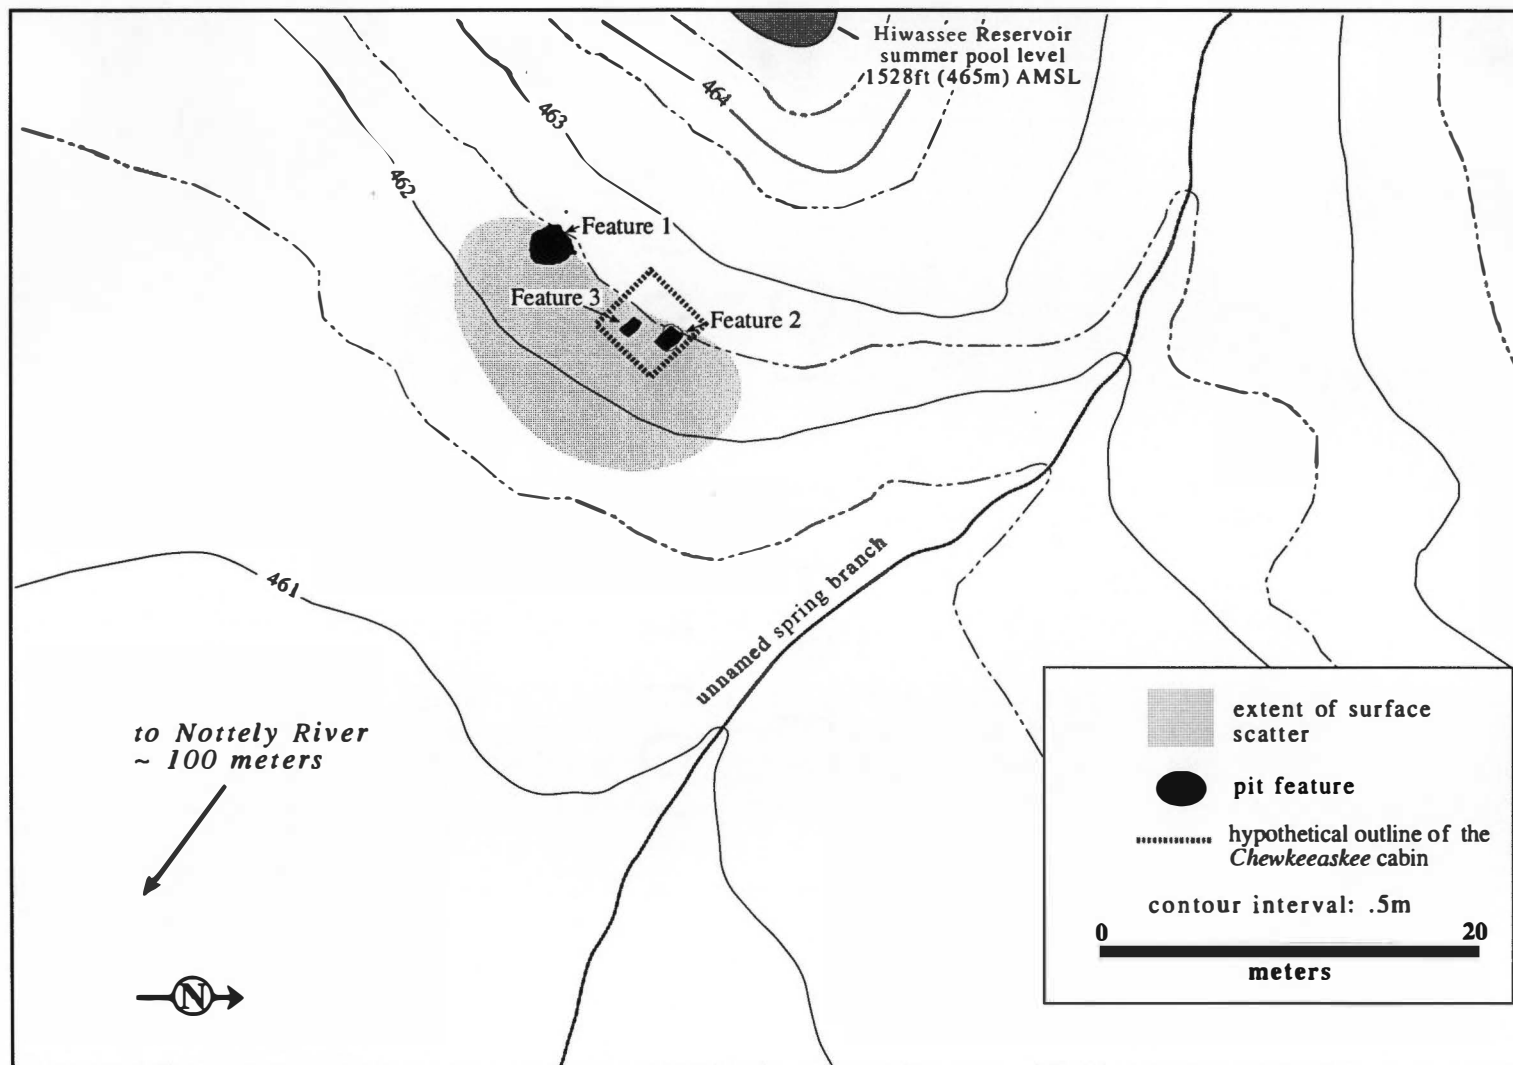 Hiwassee Reservoir
summer pool level
1528ft (465m) AMSL
464
463
462
Feature 1
Feature 3
Feature 2
461
unnamed spring branch
to Nottely River
~ 100 meters
N
extent of surface
scatter
pit feature
hypothetical outline of the
Chewkeeaskee cabin
contour interval: .5m
0 20
meters